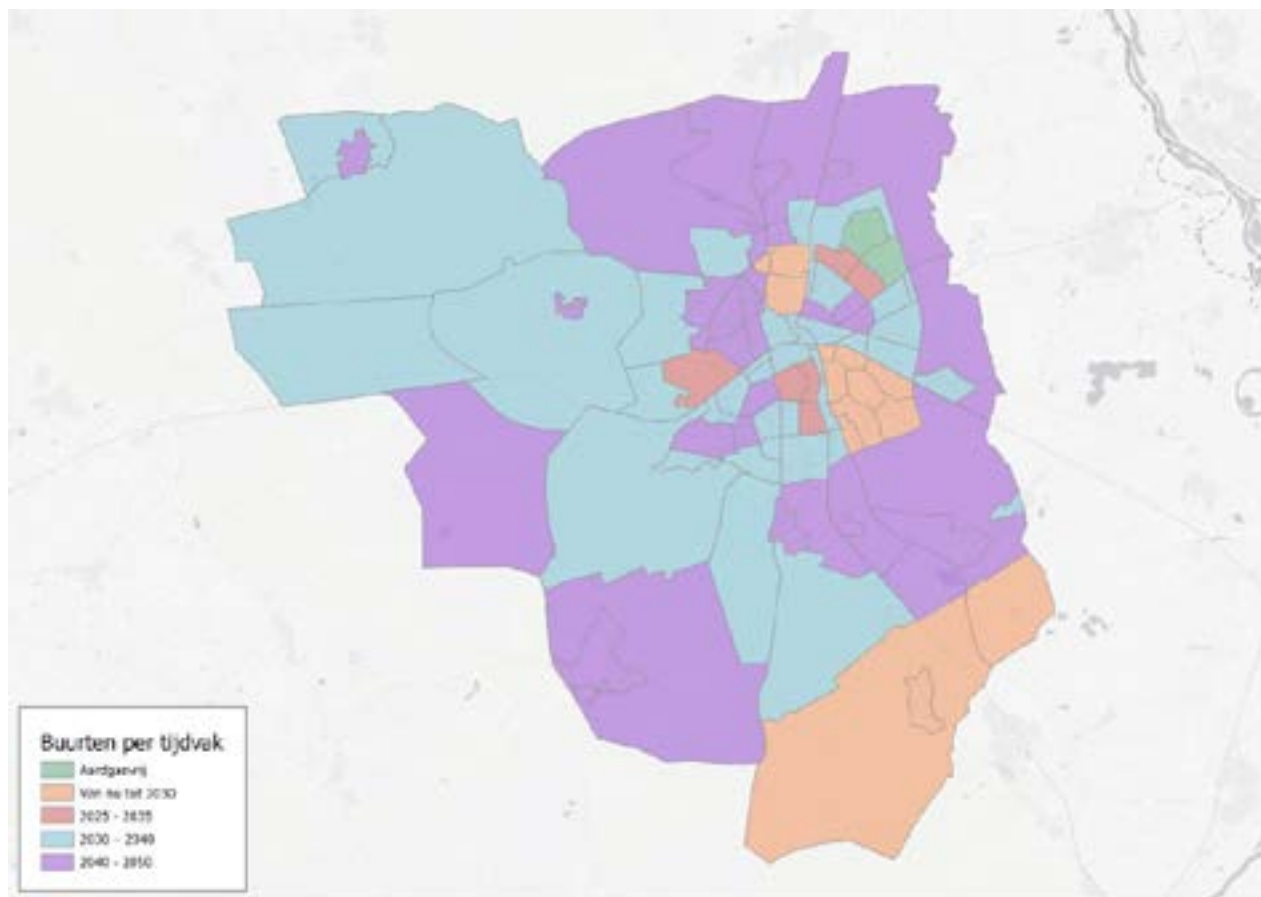 Buurten per tijdvak
Aardgasvrij
Van nu tot 2030
2025 - 2035
2030 - 2040
2040 - 2050